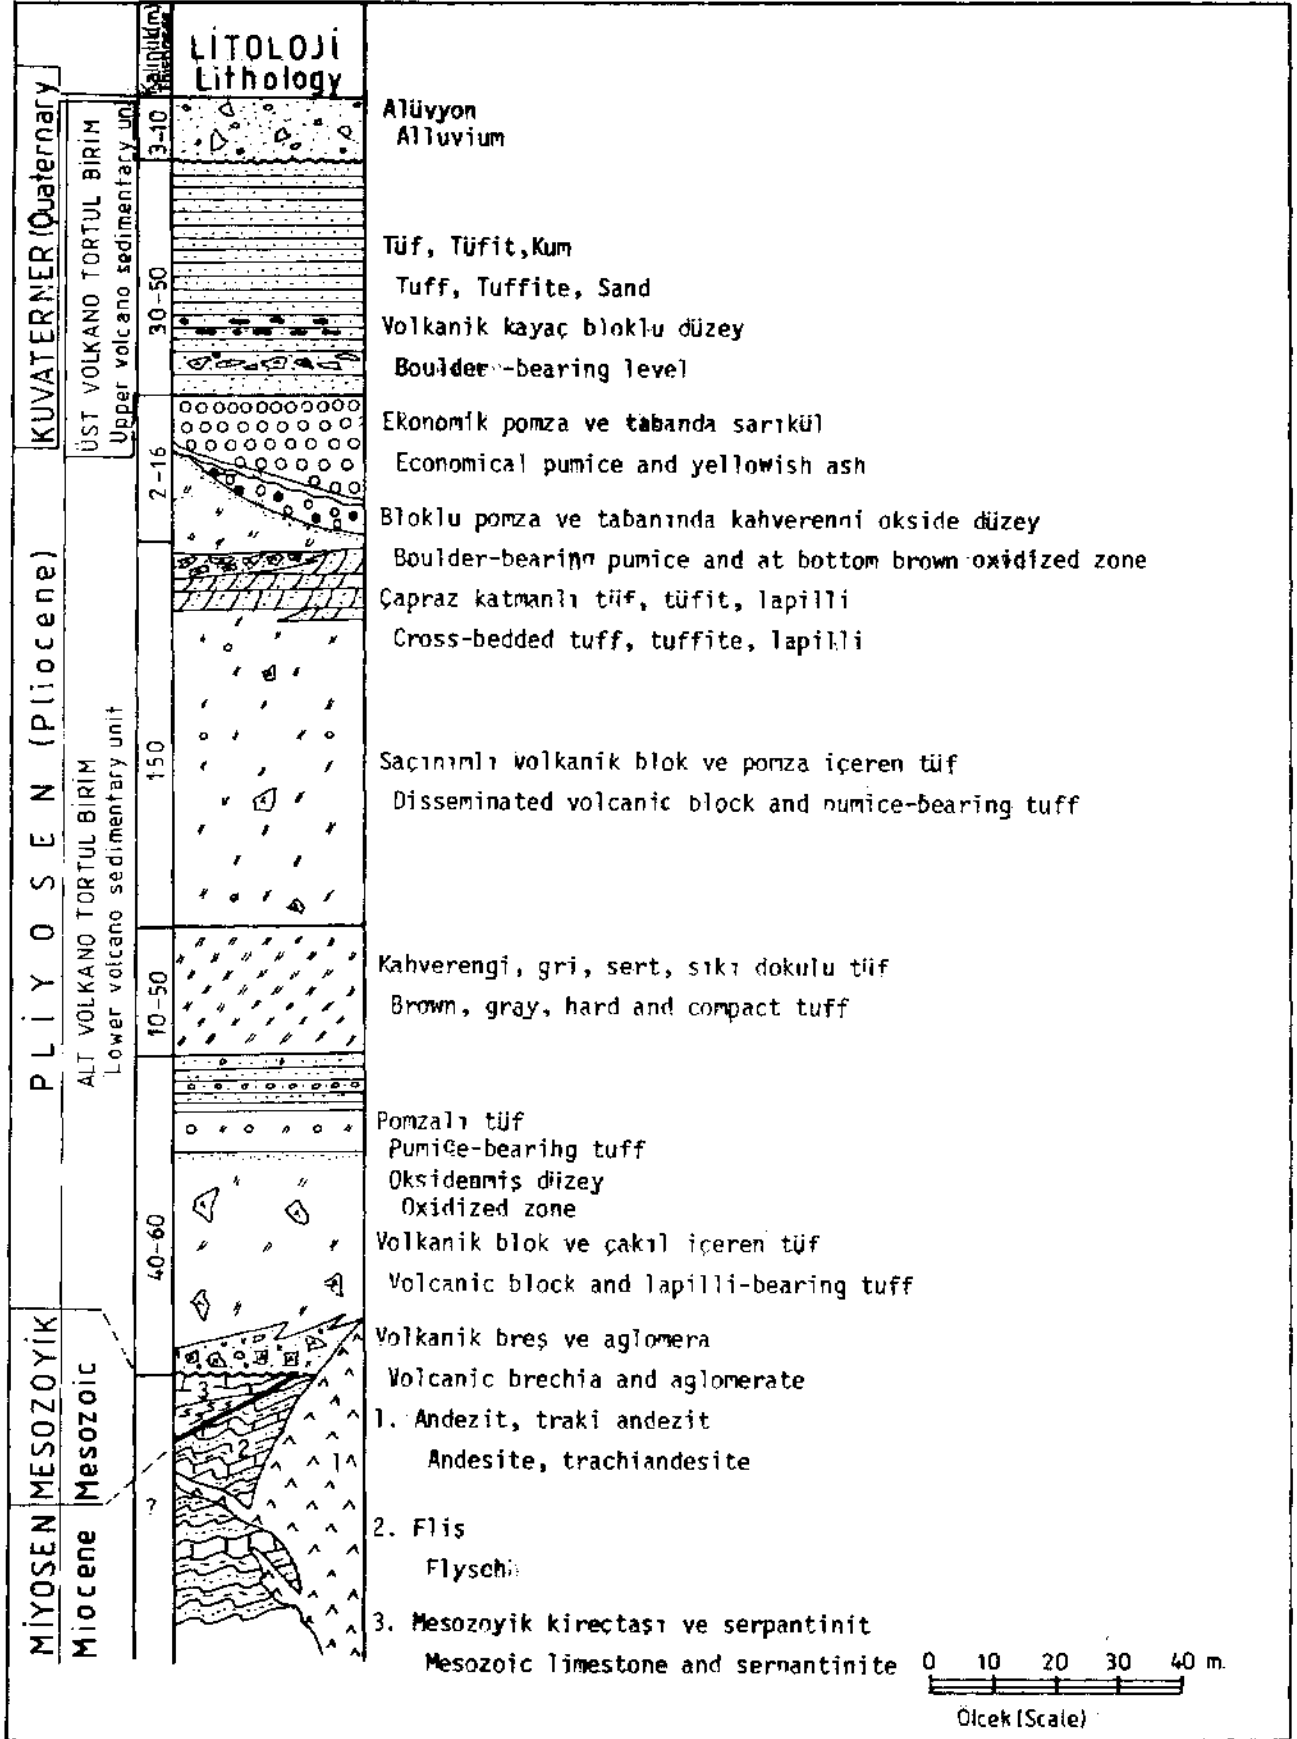 Kalınlık(m)
Thickness
LİTOLOJİ
Lithology
KUVATERNER (Quaternary)
ÜST VOLKANO TORTUL BİRİM
Upper volcano sedimentary uni
3-10
Alüvyon
Alluvium
30-50
Tüf, Tüfit,Kum
Tuff, Tuffite, Sand
Volkanik kayaç bloklu düzey
Boulder-bearing level
2-16
Ekonomik pomza ve tabanda sarıkül
Economical pumice and yellowish ash
Bloklu pomza ve tabanında kahverenni okside düzey
Boulder-bearinn pumice and at bottom brown oxidized zone
PLİYOSEN (Pliocene)
ALT VOLKANO TORTUL BİRİM
Lower volcano sedimentary unit
150
Çapraz katmanlı tüf, tüfit, lapilli
Cross-bedded tuff, tuffite, lapilli
Saçınımlı volkanik blok ve pomza içeren tüf
Disseminated volcanic block and numice-bearing tuff
10-50
Kahverengi, gri, sert, sıkı dokulu tüf
Brown, gray, hard and compact tuff
40-60
Pomzalı tüf
Pumice-bearihg tuff
Oksidenmiş düzey
Oxidized zone
Volkanik blok ve çakıl içeren tüf
Volcanic block and lapilli-bearing tuff
Volkanik breş ve aglomera
Volcanic brechia and aglomerate
MESOZOYİK
Mesozoic
MİYOSEN
Miocene
?
3
2
1
1. Andezit, traki andezit
Andesite, trachiandesite
2. Fliş
Flysch
3. Mesozoyik kireçtaşı ve serpantinit
Mesozoic limestone and sernantinite
0 10 20 30 40 m.
Ölcek (Scale)